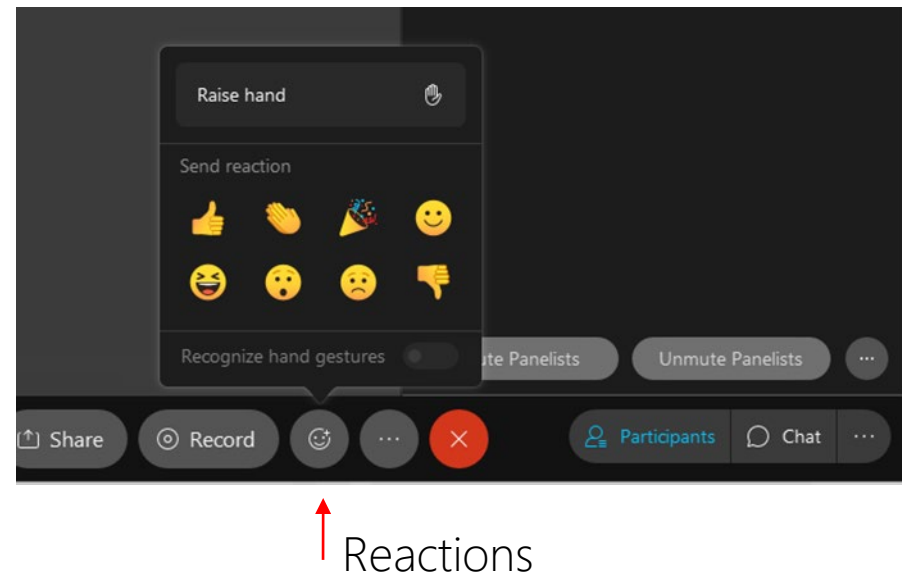 Raise hand
Send reaction
Recognize hand gestures
ute Panelists
Unmute Panelists
Share
Record
Participants
Chat
Reactions